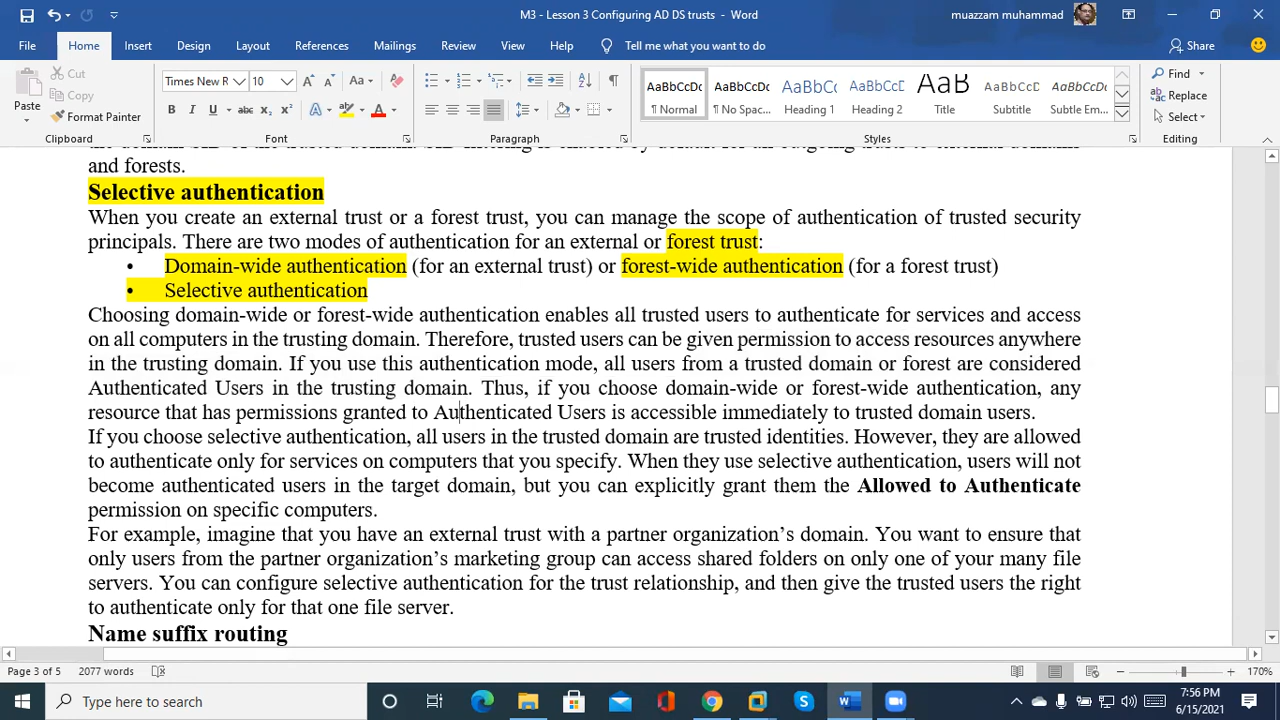 M3 - Lesson 3 Configuring AD DS trusts - Word
muazzam muhammad
File Home Insert Design Layout References Mailings Review View Help Tell me what you want to do Share
Paste
Cut
Copy
Format Painter
Clipboard
Times New R 10
Font
Paragraph
AaBbCcDc AaBbCcDc AaBbCc AaBbCcC AaB AaBbCcD AaBbCcDc
¶ Normal ¶ No Spac... Heading 1 Heading 2 Title Subtitle Subtle Em...
Styles
Find
Replace
Select
Editing
and forests.
Selective authentication
When you create an external trust or a forest trust, you can manage the scope of authentication of trusted security
principals. There are two modes of authentication for an external or forest trust:
• Domain-wide authentication (for an external trust) or forest-wide authentication (for a forest trust)
• Selective authentication
Choosing domain-wide or forest-wide authentication enables all trusted users to authenticate for services and access
on all computers in the trusting domain. Therefore, trusted users can be given permission to access resources anywhere
in the trusting domain. If you use this authentication mode, all users from a trusted domain or forest are considered
Authenticated Users in the trusting domain. Thus, if you choose domain-wide or forest-wide authentication, any
resource that has permissions granted to Authenticated Users is accessible immediately to trusted domain users.
If you choose selective authentication, all users in the trusted domain are trusted identities. However, they are allowed
to authenticate only for services on computers that you specify. When they use selective authentication, users will not
become authenticated users in the target domain, but you can explicitly grant them the Allowed to Authenticate
permission on specific computers.
For example, imagine that you have an external trust with a partner organization’s domain. You want to ensure that
only users from the partner organization’s marketing group can access shared folders on only one of your many file
servers. You can configure selective authentication for the trust relationship, and then give the trusted users the right
to authenticate only for that one file server.
Name suffix routing
Page 3 of 5 2077 words 170%
Type here to search
7:56 PM
6/15/2021